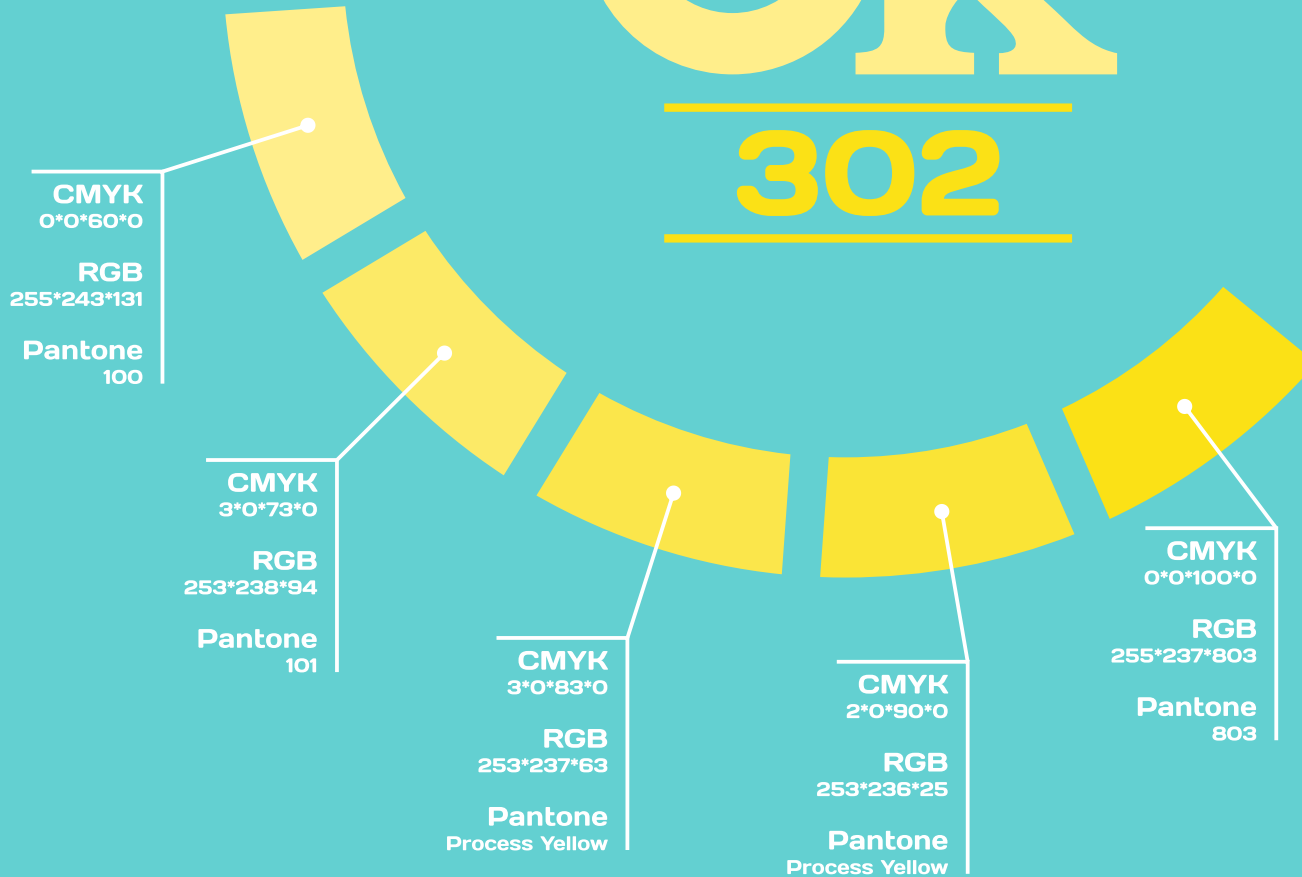 302
CMYK
0*0*60*0
RGB
255*243*131
Pantone
100
CMYK
3*0*73*0
RGB
253*238*94
Pantone
101
CMYK
3*0*83*0
RGB
253*237*63
Pantone
Process Yellow
CMYK
2*0*90*0
RGB
253*236*25
Pantone
Process Yellow
CMYK
0*0*100*0
RGB
255*237*803
Pantone
803